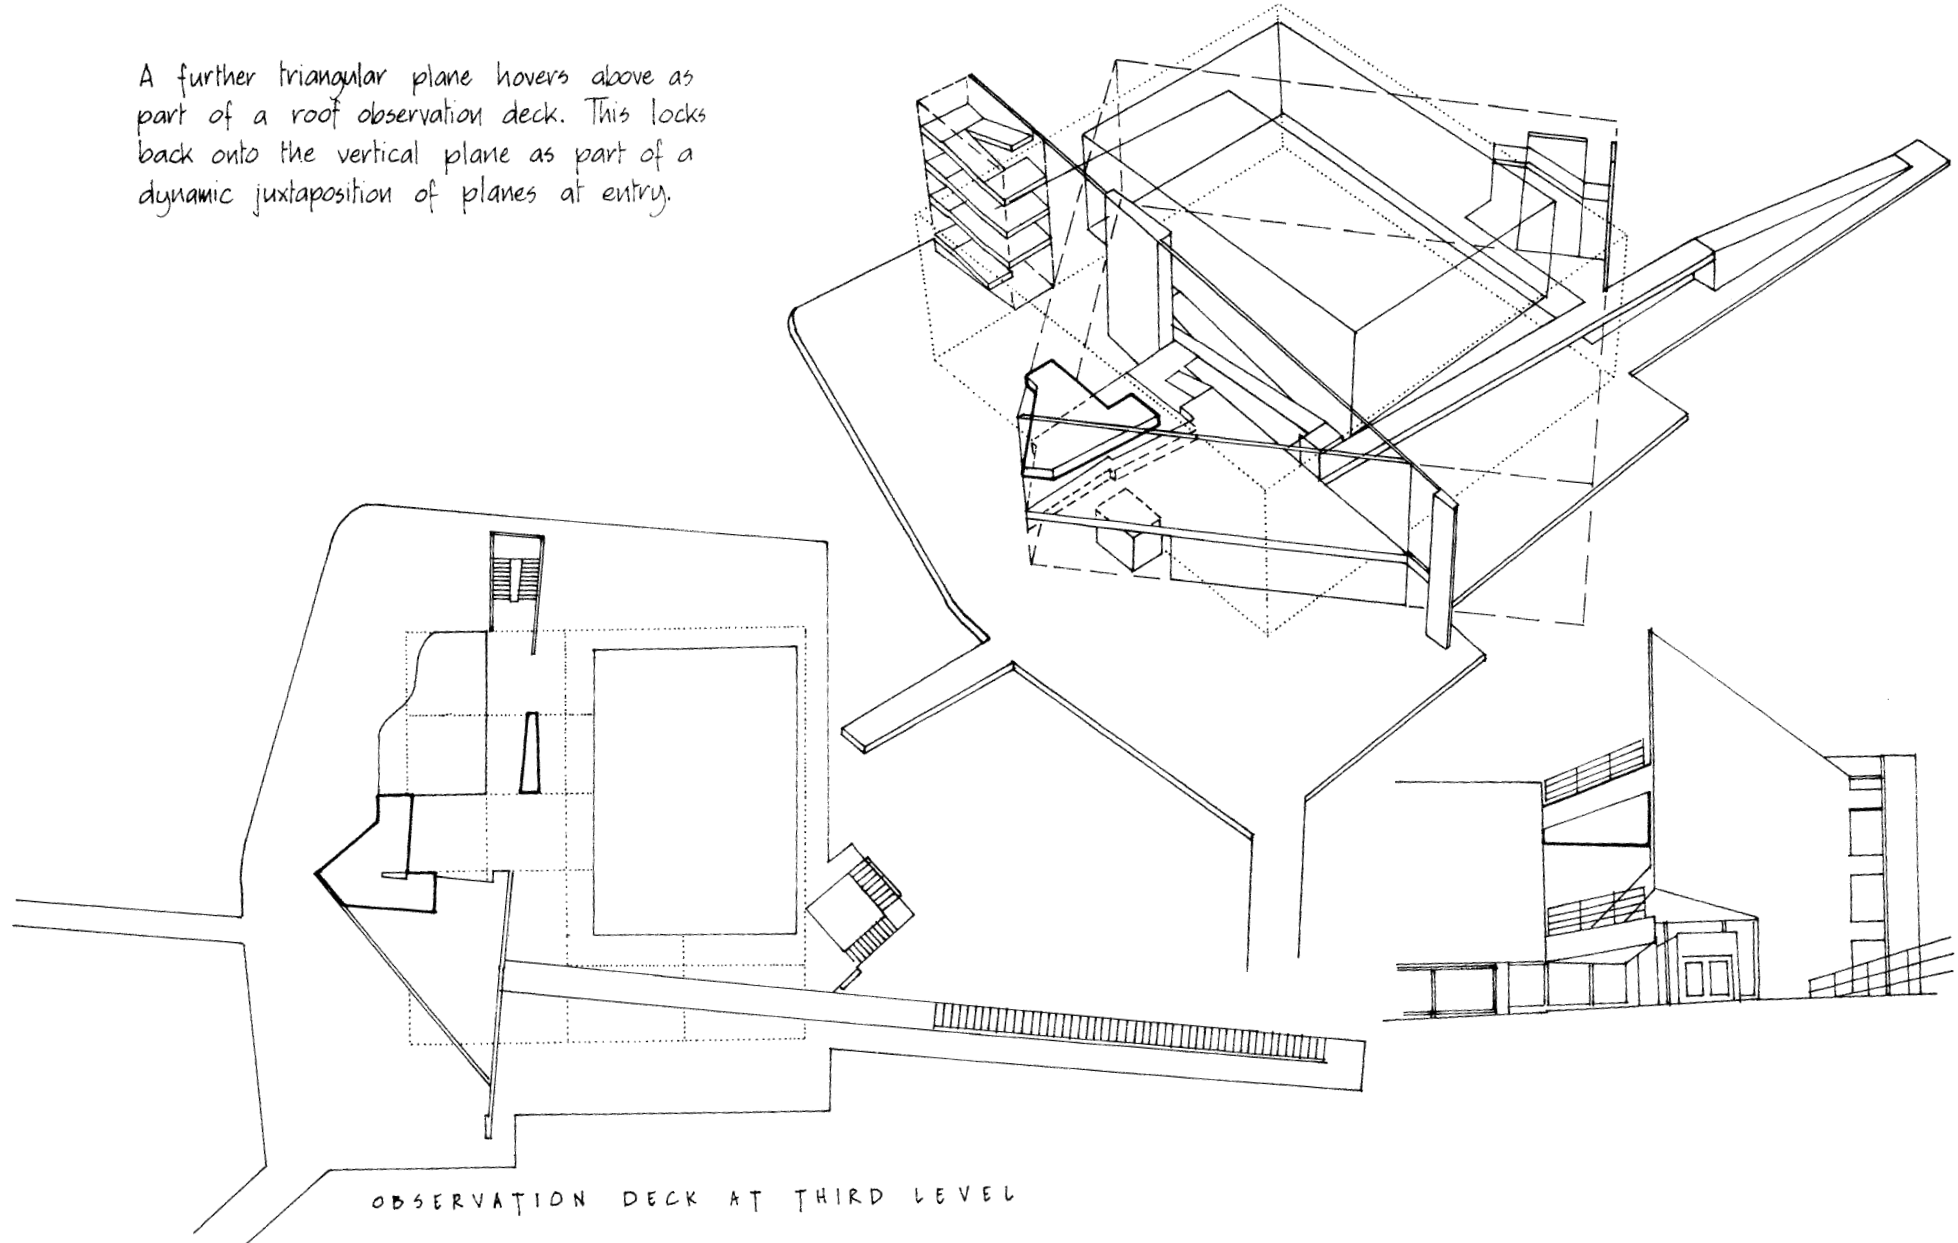 A further triangular plane hovers above as
part of a roof observation deck. This locks
back onto the vertical plane as part of a
dynamic juxtaposition of planes at entry.
OBSERVATION DECK AT THIRD LEVEL